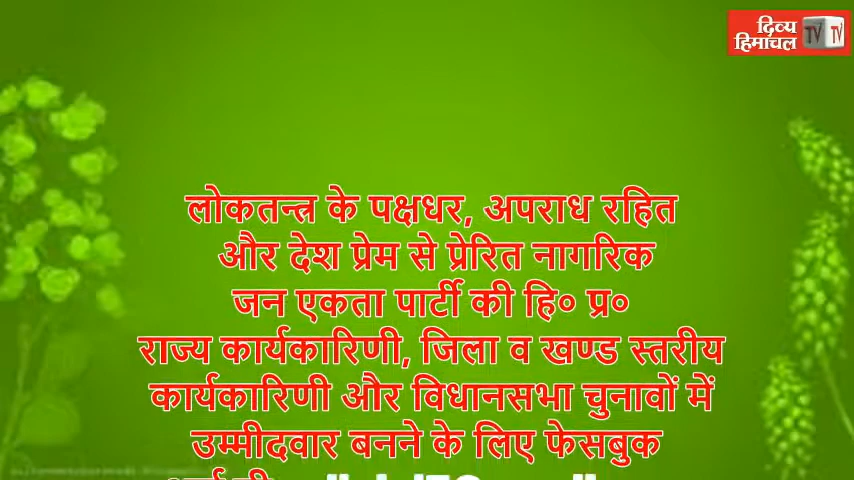 दिव्य
हिमाचल TV TV
लोकतन्त्र के पक्षधर, अपराध रहित
और देश प्रेम से प्रेरित नागरिक
जन एकता पार्टी की हि० प्र०
राज्य कार्यकारिणी, जिला व खण्ड स्तरीय
कार्यकारिणी और विधानसभा चुनावों में
उम्मीदवार बनने के लिए फेसबुक